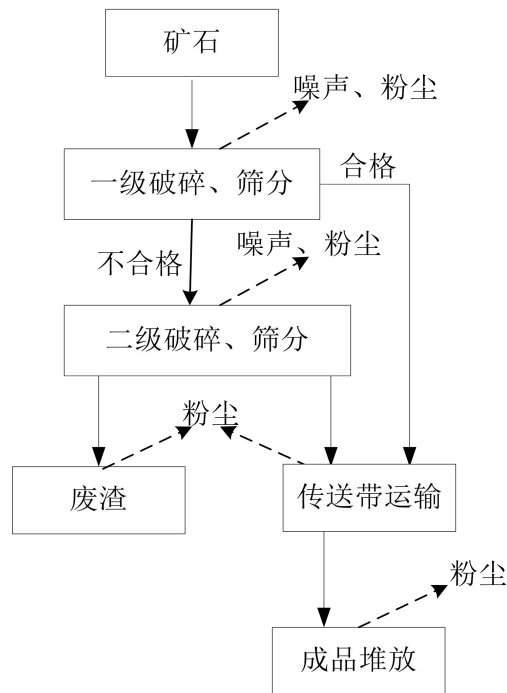 矿石
噪声、粉尘
一级破碎、筛分
合格
不合格
噪声、粉尘
二级破碎、筛分
粉尘
废渣
传送带运输
粉尘
成品堆放